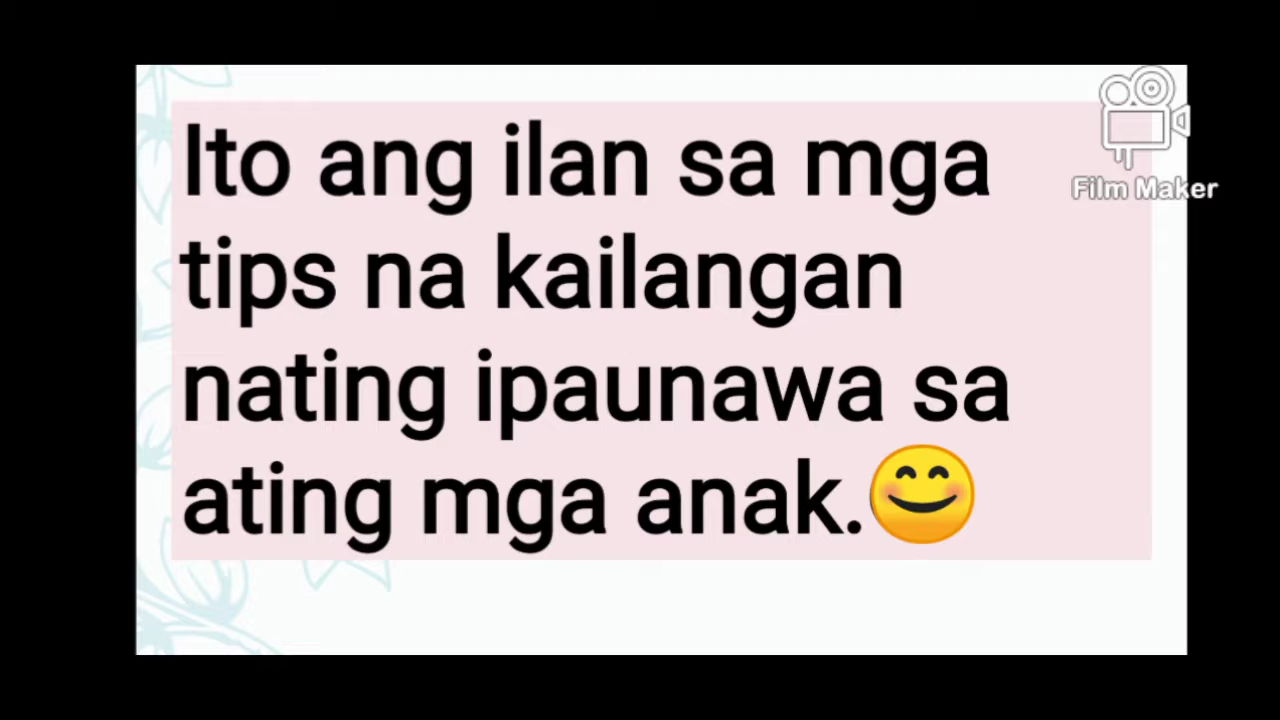 Ito ang ilan sa mga
tips na kailangan
nating ipaunawa sa
ating mga anak.😊
Film Maker